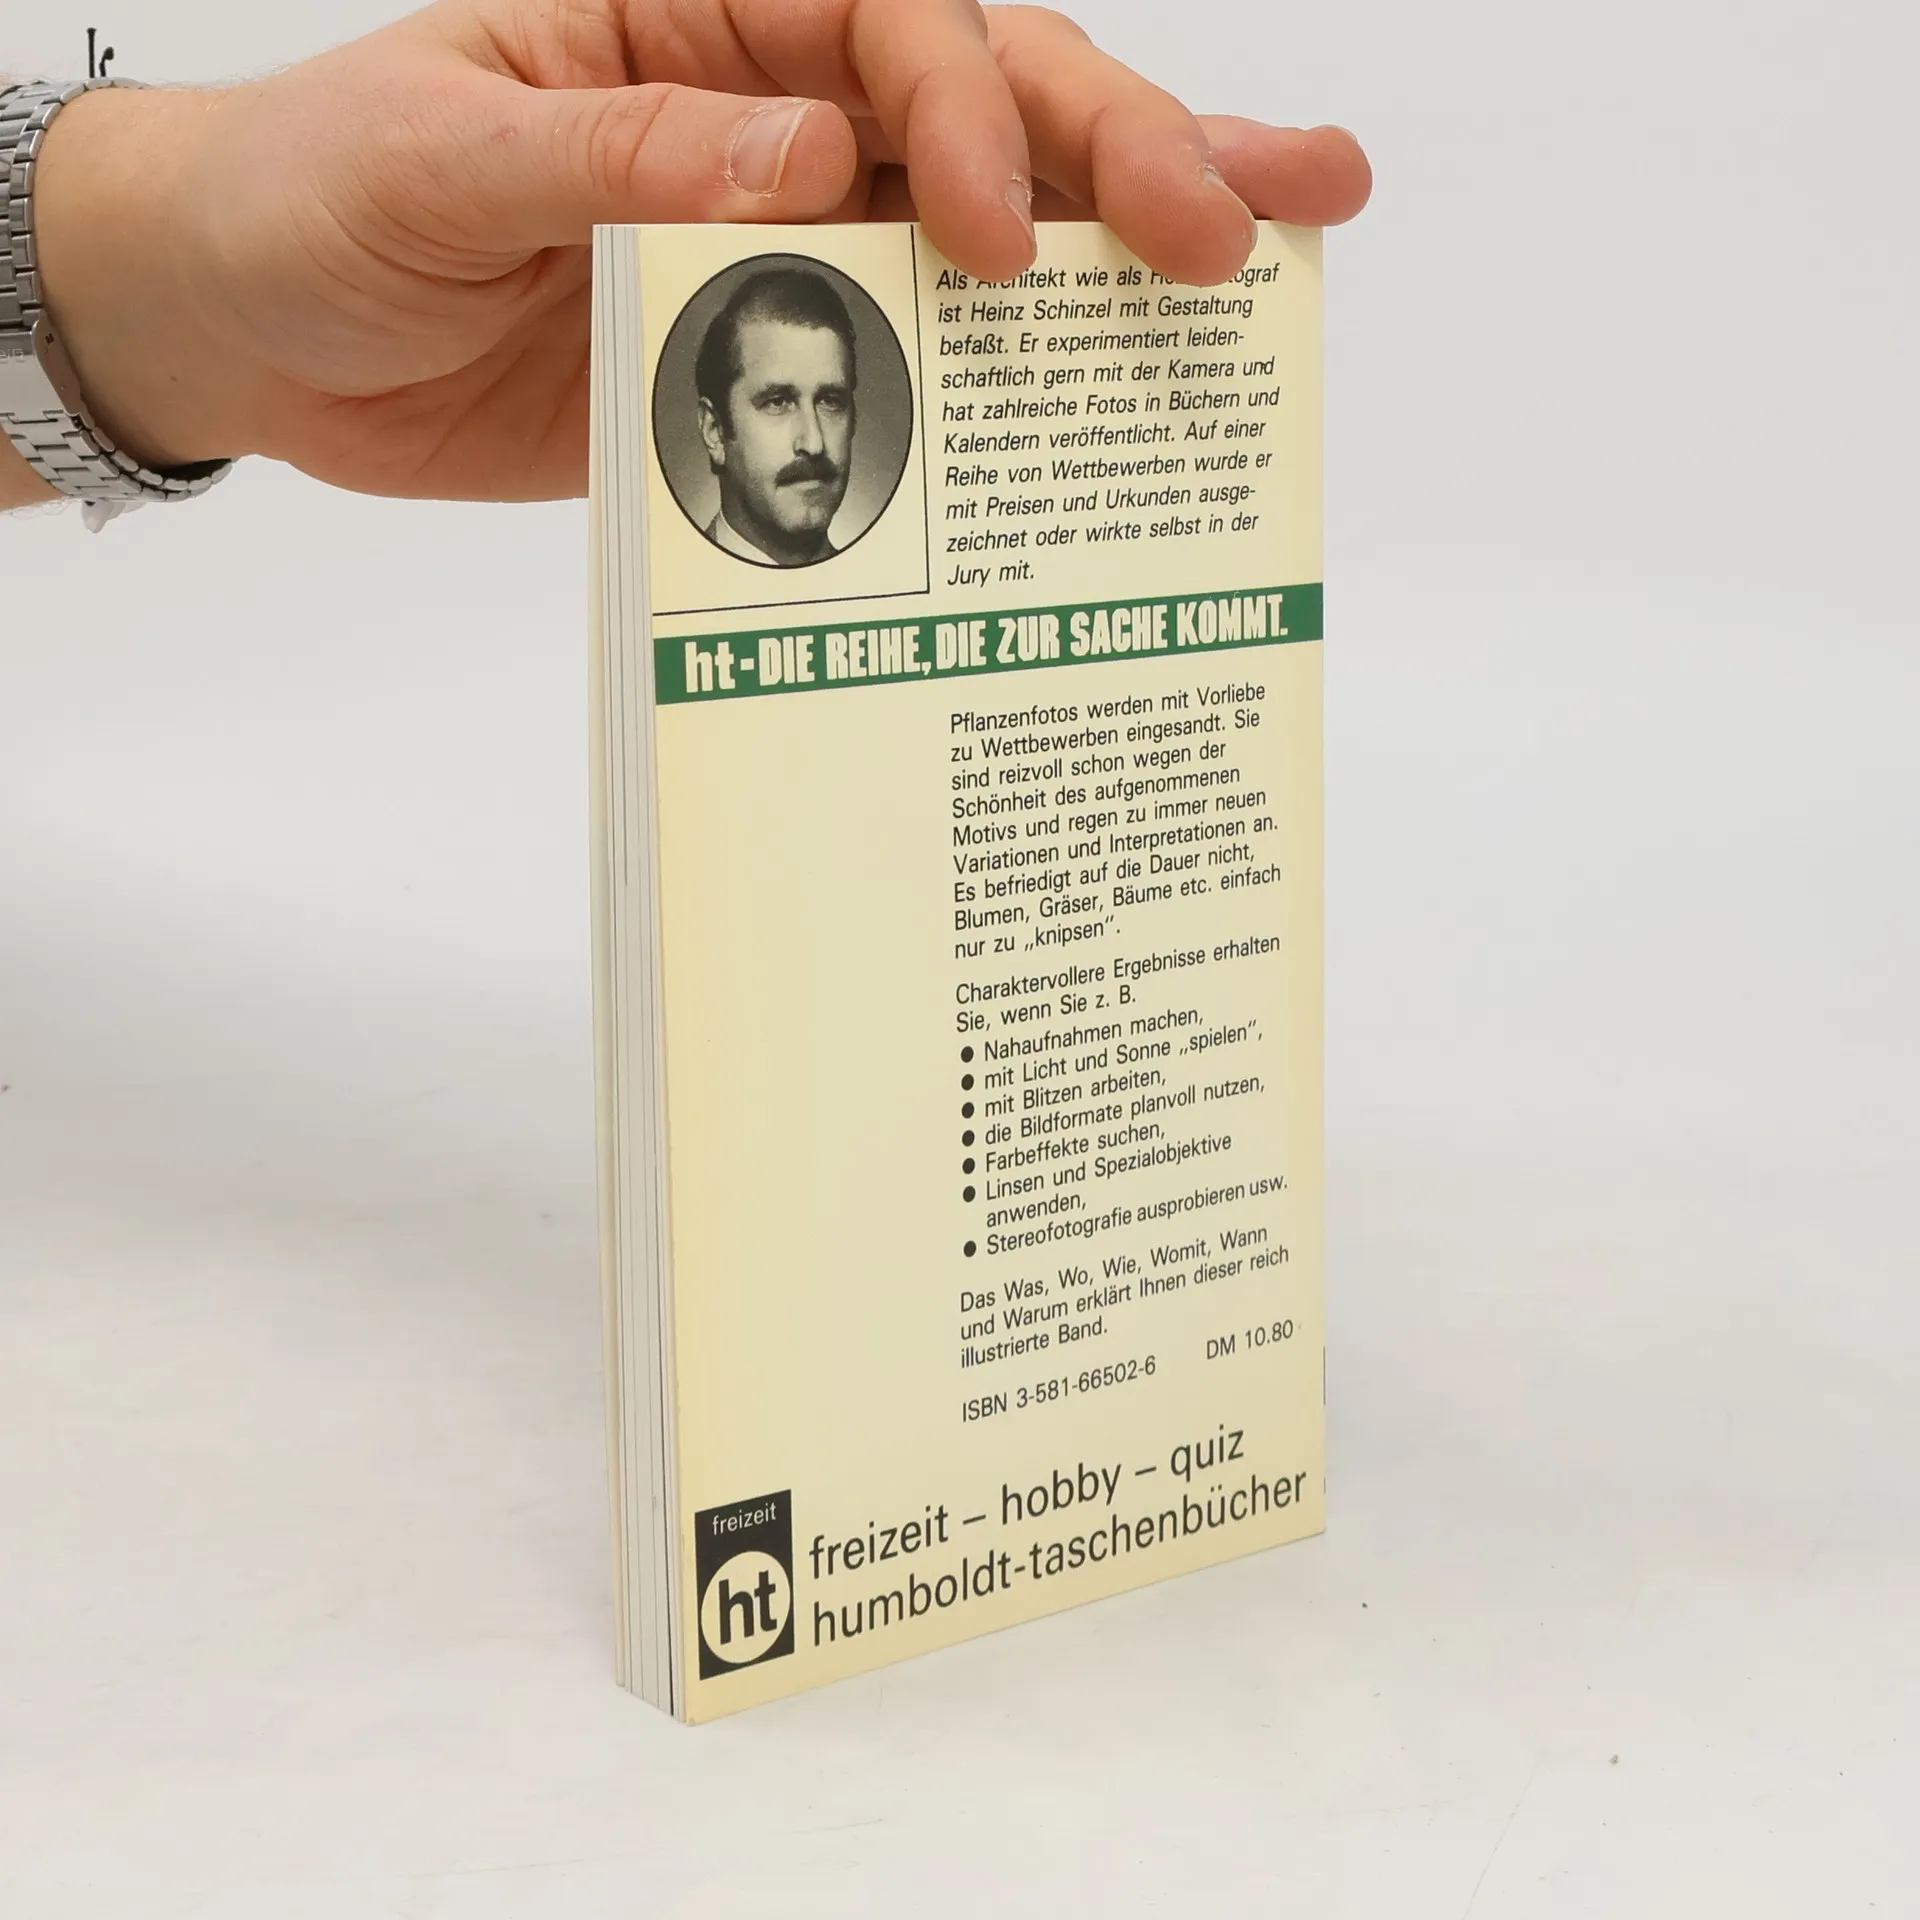 Als wie als
ist Heinz Schinzel mit Gestaltung
befaßt. Er experimentiert leiden-
schaftlich gern mit der Kamera und
hat zahlreiche Fotos in Büchern und
Kalendern veröffentlicht. Auf einer
Reihe von Wettbewerben wurde er
mit Preisen und Urkunden ausge-
zeichnet oder wirkte selbst in der
Jury mit.
ht-DIE REIHE, DIE ZUR SACHE KOMMT.
Pflanzenfotos werden mit Vorliebe
zu Wettbewerben eingesandt. Sie
sind reizvoll schon wegen der
Schönheit des aufgenommenen
Motivs und regen zu immer neuen
Variationen und Interpretationen an.
Es befriedigt auf die Dauer nicht,
Blumen, Gräser, Bäume etc. einfach
nur zu „knipsen“.
Charaktervollere Ergebnisse erhalten
Sie, wenn Sie z. B.
● Nahaufnahmen machen,
● mit Licht und Sonne „spielen“,
● mit Blitzen arbeiten,
● die Bildformate planvoll nutzen,
● Farbeffekte suchen,
● Linsen und Spezialobjektive
anwenden,
● Stereofotografie ausprobieren usw.
Das Was, Wo, Wie, Womit, Wann
und Warum erklärt Ihnen dieser reich
illustrierte Band.
ISBN 3-581-66502-6 DM 10.80
freizeit
ht
freizeit – hobby – quiz
humboldt-taschenbücher